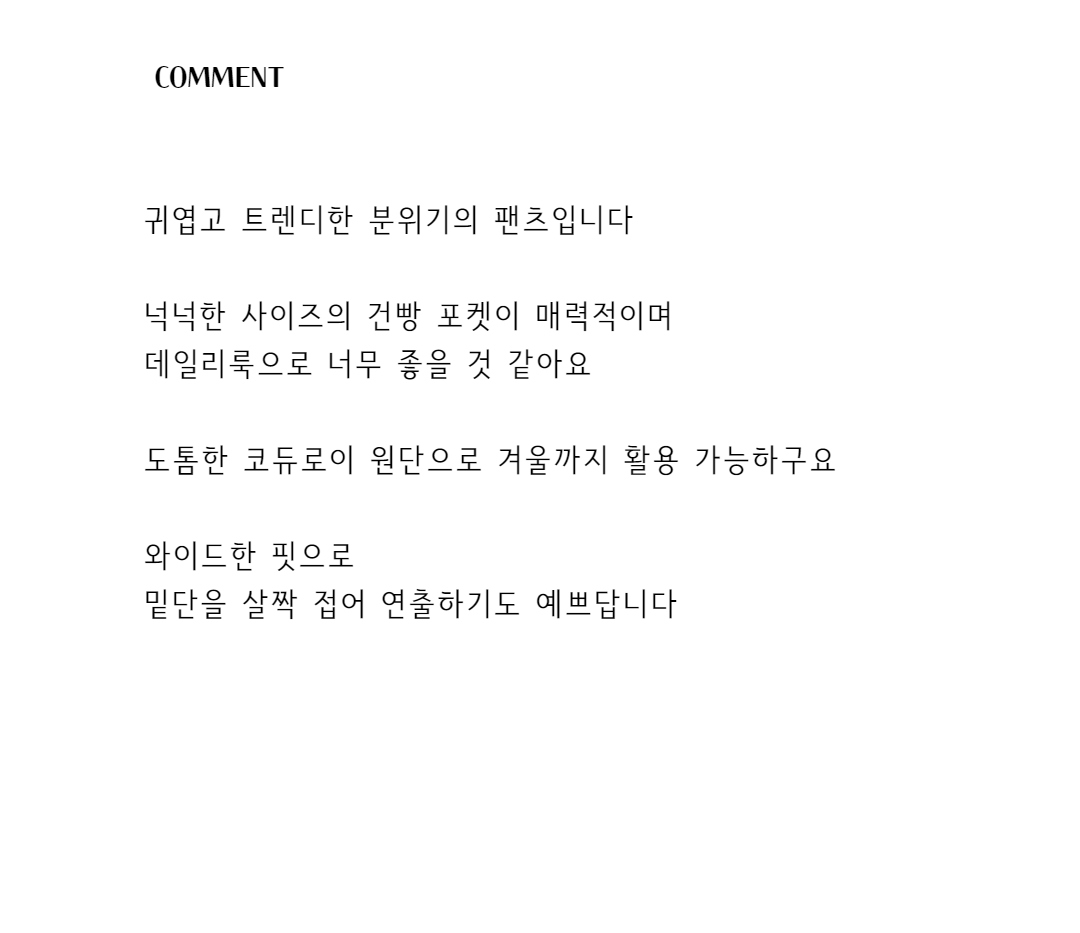 COMMENT
귀엽고 트렌디한 분위기의 팬츠입니다
넉넉한 사이즈의 건빵 포켓이 매력적이며
데일리룩으로 너무 좋을 것 같아요
도톰한 코듀로이 원단으로 겨울까지 활용 가능하구요
와이드한 핏으로
밑단을 살짝 접어 연출하기도 예쁘답니다